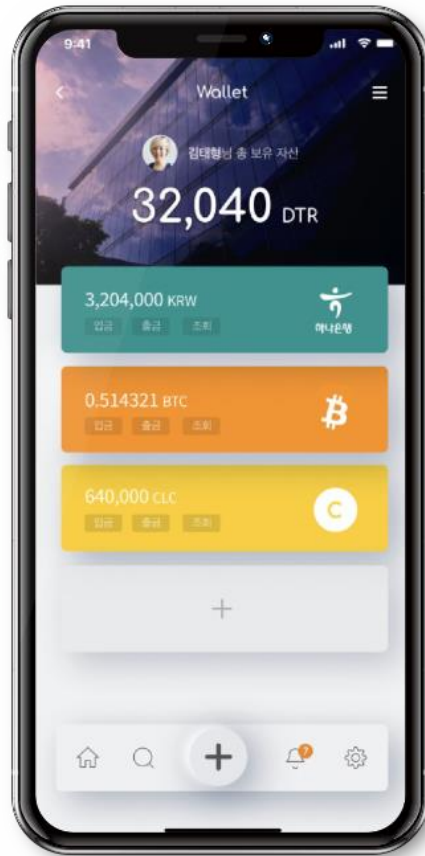 9:41
Wallet
김태형님 총 보유 자산
32,040 DTR
3,204,000 KRW
입금 출금 조회
하나은행
0.514321 BTC
입금 출금 조회
640,000 CLC
입금 출금 조회
C
7